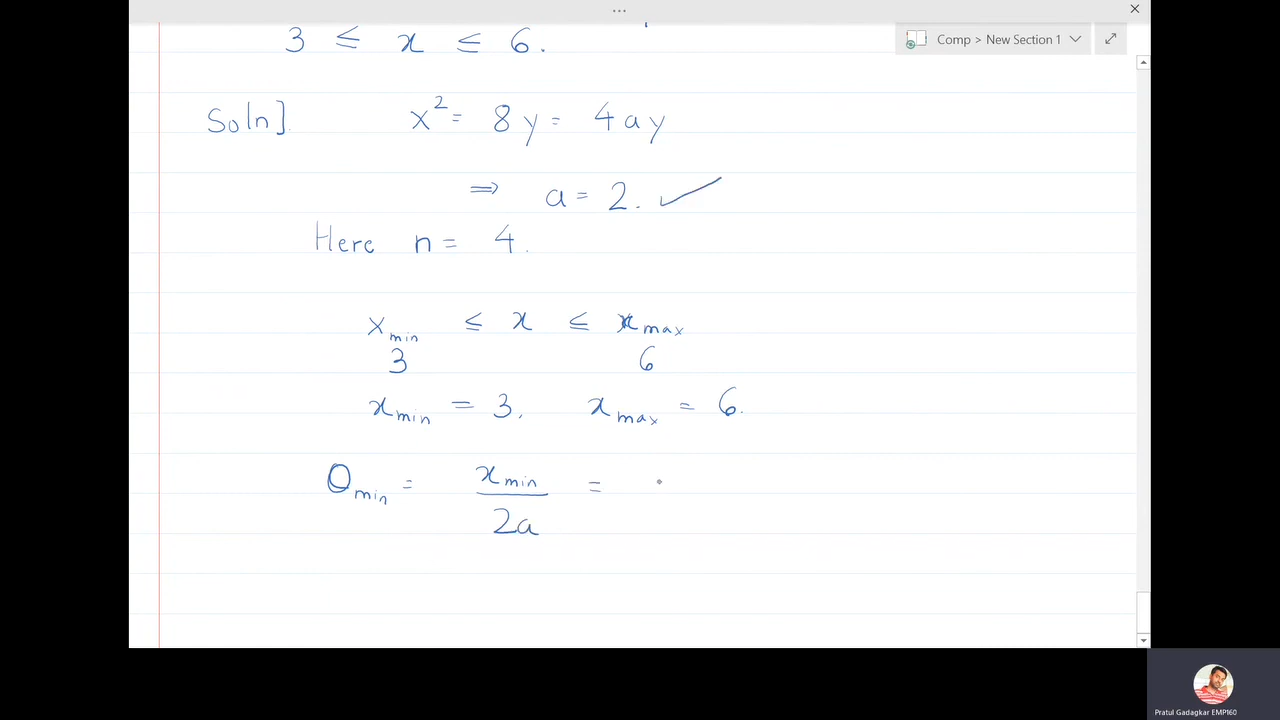 ...
Comp > New Section 1
3 ≤ x ≤ 6.
Soln] x² = 8y = 4ay
⇒ a = 2. ✓
Here n = 4.
x_min ≤ x ≤ x_max
3 6
x_min = 3, x_max = 6.
θ_min = x_min / 2a =
Pratul Gadagkar EMP160